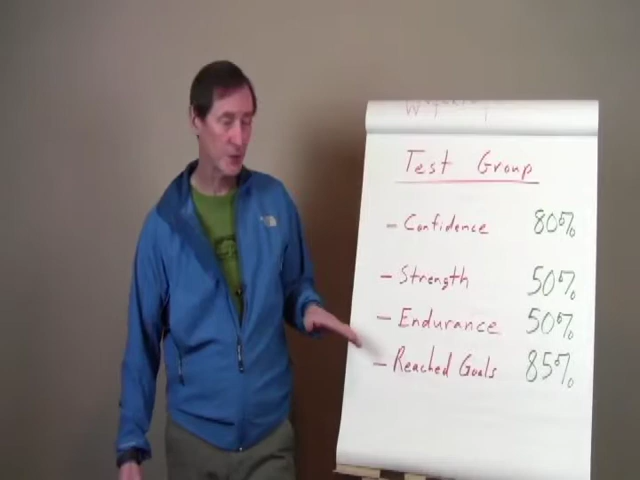 Test Group
- Confidence 80%
- Strength 50%
- Endurance 50%
- Reached Goals 85%